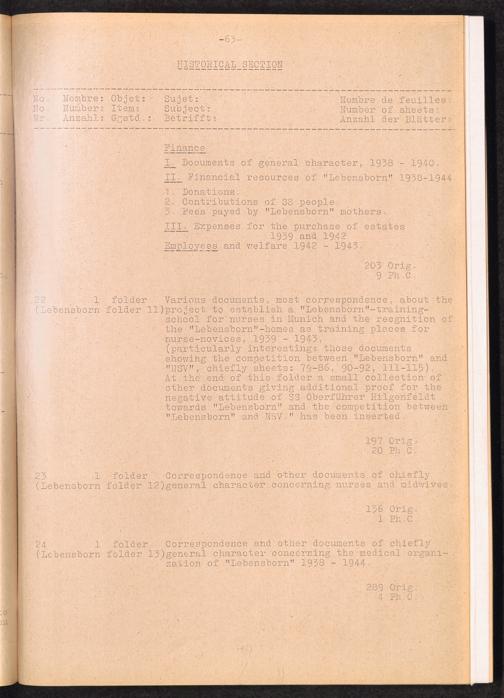 -63-
HISTORICAL SECTION
No. Nombre: Objet: Sujet: Nombre de feuilles:
No. Number: Item: Subject: Number of sheets:
Nr. Anzahl: Ggstd.: Betrifft: Anzahl der Blätter:
Finance
I. Documents of general character, 1938 - 1940.
II. Financial resources of "Lebensborn" 1938-1944
1. Donations.
2. Contributions of SS people.
3. Fees payed by "Lebensborn" mothers.
III. Expenses for the purchase of estates
1939 and 1942
Employees and welfare 1942 - 1943.
203 Orig.
9 Ph.C.
22 1 folder Various documents, most correspondence, about the
(Lebensborn folder 11)project to establish a "Lebensborn"-training-
school for nurses in Munich and the resgnition of
the "Lebensborn"-homes as training places for
nurse-novices, 1939 - 1943.
(particularly interesting: those documents
showing the competition between "Lebensborn" and
"NSV", chiefly sheets: 79-86, 90-92, 111-115).
At the end of this folder a small collection of
other documents giving additional proof for the
negative attitude of SS Oberführer Hilgenfeldt
towards "Lebensborn" and the competition between
"Lebensborn" and NSV." has been inserted.
197 Orig.
20 Ph.C.
23 1 folder Correspondence and other documents of chiefly
(Lebensborn folder 12)general character concerning nurses and midwives.
156 Orig.
1 Ph.C.
24 1 folder Correspondence and other documents of chiefly
(Lebensborn folder 13)general character concerning the medical organi-
zation of "Lebensborn" 1938 - 1944.
289 Orig.
4 Ph.C.